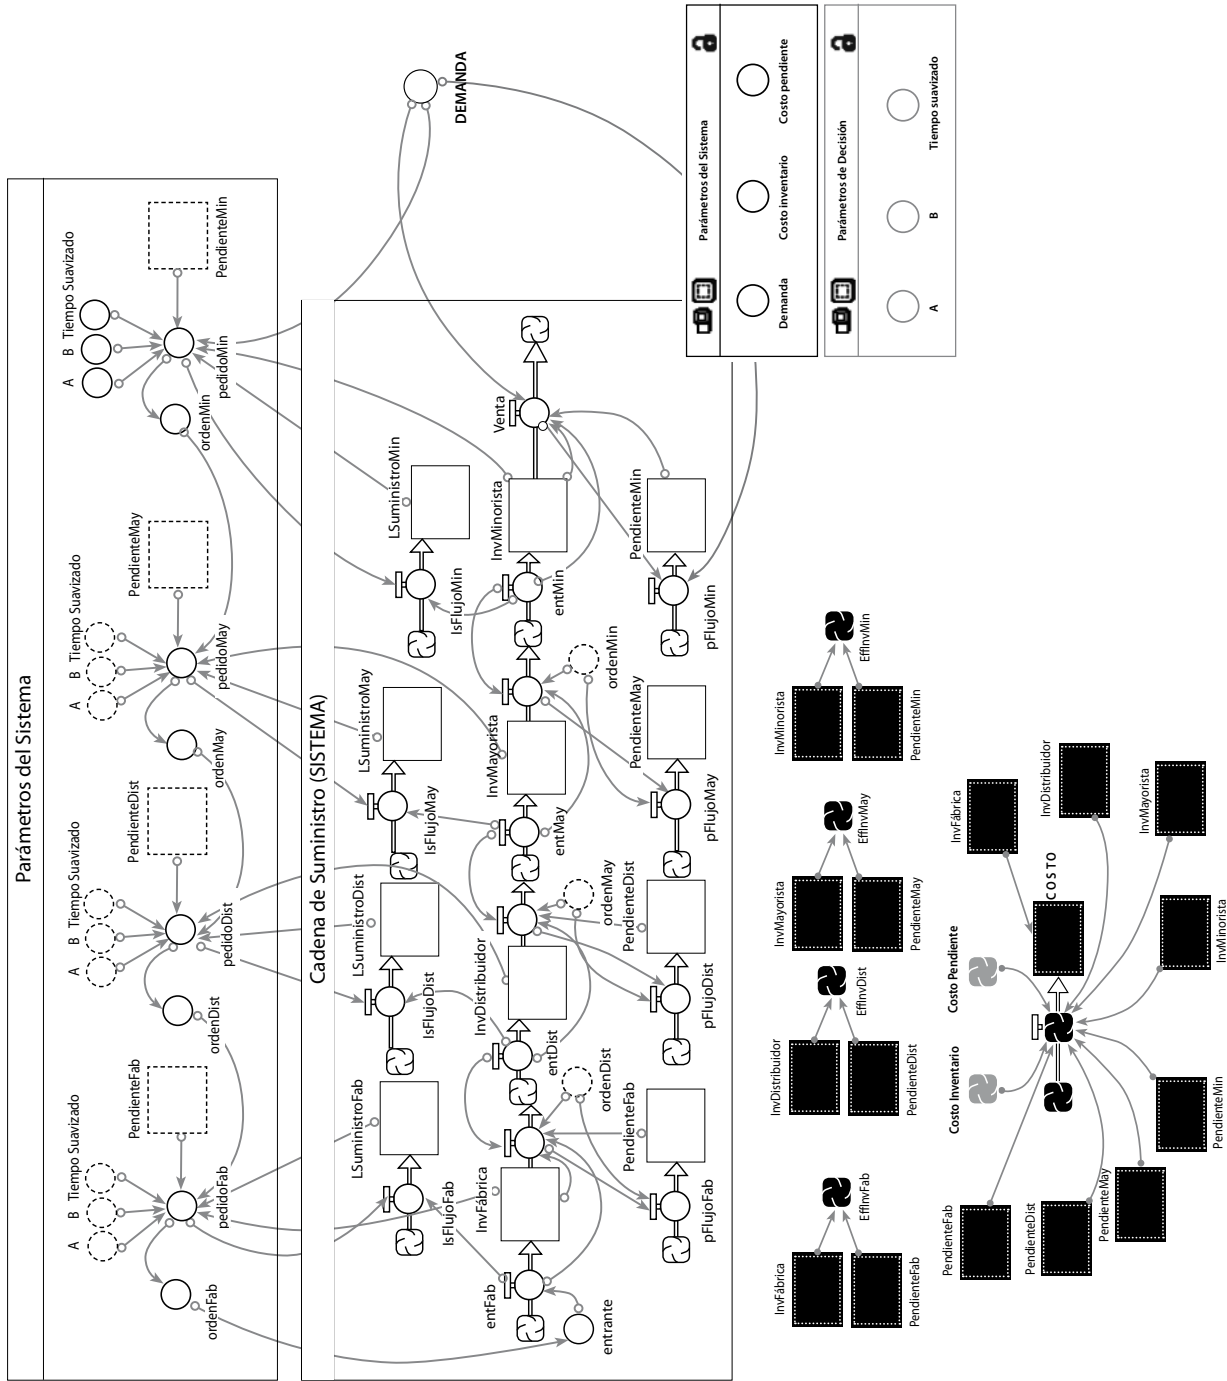 Parámetros del Sistema
A
B
Tiempo Suavizado
PendienteFab
pedidoFab
ordenFab
A
B
Tiempo Suavizado
PendienteDist
pedidoDist
ordenDist
A
B
Tiempo Suavizado
PendienteMay
pedidoMay
ordenMay
A
B
Tiempo Suavizado
PendienteMin
pedidoMin
ordenMin
DEMANDA
Cadena de Suministro (SISTEMA)
LSuministroFab
lsFlujoFab
LSuministroDist
lsFlujoDist
LSuministroMay
lsFlujoMay
LSuministroMin
lsFlujoMin
entFab
InvFábrica
entDist
InvDistribuidor
entMay
InvMayorista
entMin
InvMinorista
Venta
entrante
ordenDist
ordenMay
ordenMin
PendienteFab
pFlujoFab
PendienteDist
pFlujoDist
PendienteMay
pFlujoMay
PendienteMin
pFlujoMin
Parámetros del Sistema
Demanda
Costo inventario
Costo pendiente
Parámetros de Decisión
A
B
Tiempo suavizado
InvFábrica
PendienteFab
EffInvFab
InvDistribuidor
PendienteDist
EffInvDist
InvMayorista
PendienteMay
EffInvMay
InvMinorista
PendienteMin
EffInvMin
Costo Inventario
Costo Pendiente
COSTO
InvFábrica
InvDistribuidor
InvMayorista
InvMinorista
PendienteFab
PendienteDist
PendienteMay
PendienteMin